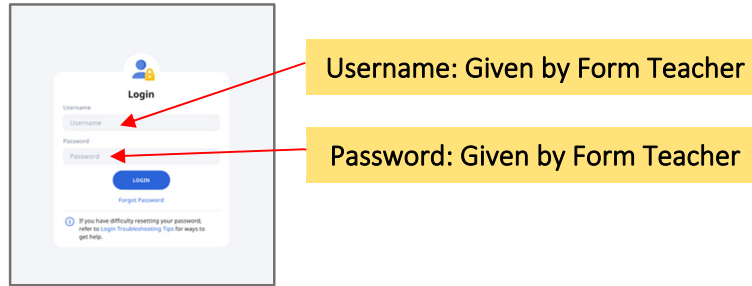 Login
Username
Username
Password
Password
LOGIN
Forgot Password
If you have difficulty resetting your password,
refer to Login Troubleshooting Tips for ways to
get help.
Username: Given by Form Teacher
Password: Given by Form Teacher